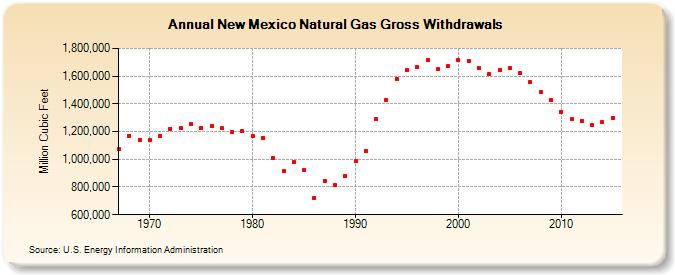 Annual New Mexico Natural Gas Gross Withdrawals
Million Cubic Feet
1,800,000
1,600,000
1,400,000
1,200,000
1,000,000
800,000
600,000
1970 1980 1990 2000 2010
Source: U.S. Energy Information Administration